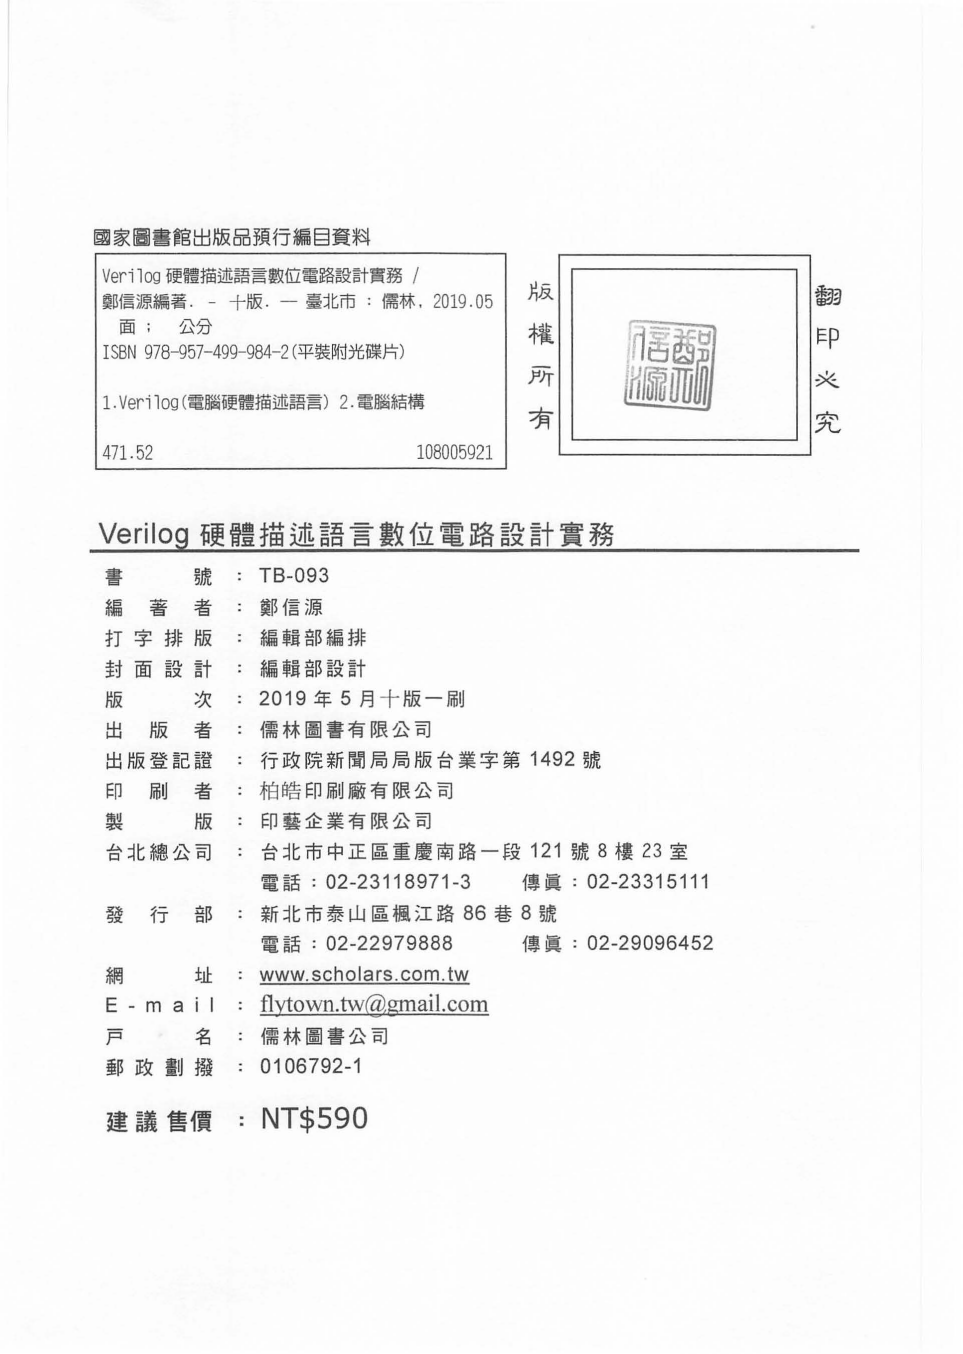 國家圖書館出版品預行編目資料
Verilog 硬體描述語言數位電路設計實務 /
鄭信源編著. - 十版. — 臺北市 : 儒林, 2019.05
面 ; 公分
ISBN 978-957-499-984-2(平裝附光碟片)
1.Verilog(電腦硬體描述語言) 2.電腦結構
471.52 108005921
版權所有
鄭印信源
翻印必究
Verilog 硬體描述語言數位電路設計實務
書號 : TB-093
編著者 : 鄭信源
打字排版 : 編輯部編排
封面設計 : 編輯部設計
版次 : 2019 年 5 月十版一刷
出版者 : 儒林圖書有限公司
出版登記證 : 行政院新聞局局版台業字第 1492 號
印刷者 : 柏皓印刷廠有限公司
製版 : 印藝企業有限公司
台北總公司 : 台北市中正區重慶南路一段 121 號 8 樓 23 室
電話 : 02-23118971-3 傳眞 : 02-23315111
發行部 : 新北市泰山區楓江路 86 巷 8 號
電話 : 02-22979888 傳眞 : 02-29096452
網址 : www.scholars.com.tw
E-mail : flytown.tw@gmail.com
戶名 : 儒林圖書公司
郵政劃撥 : 0106792-1
建議售價 : NT$590